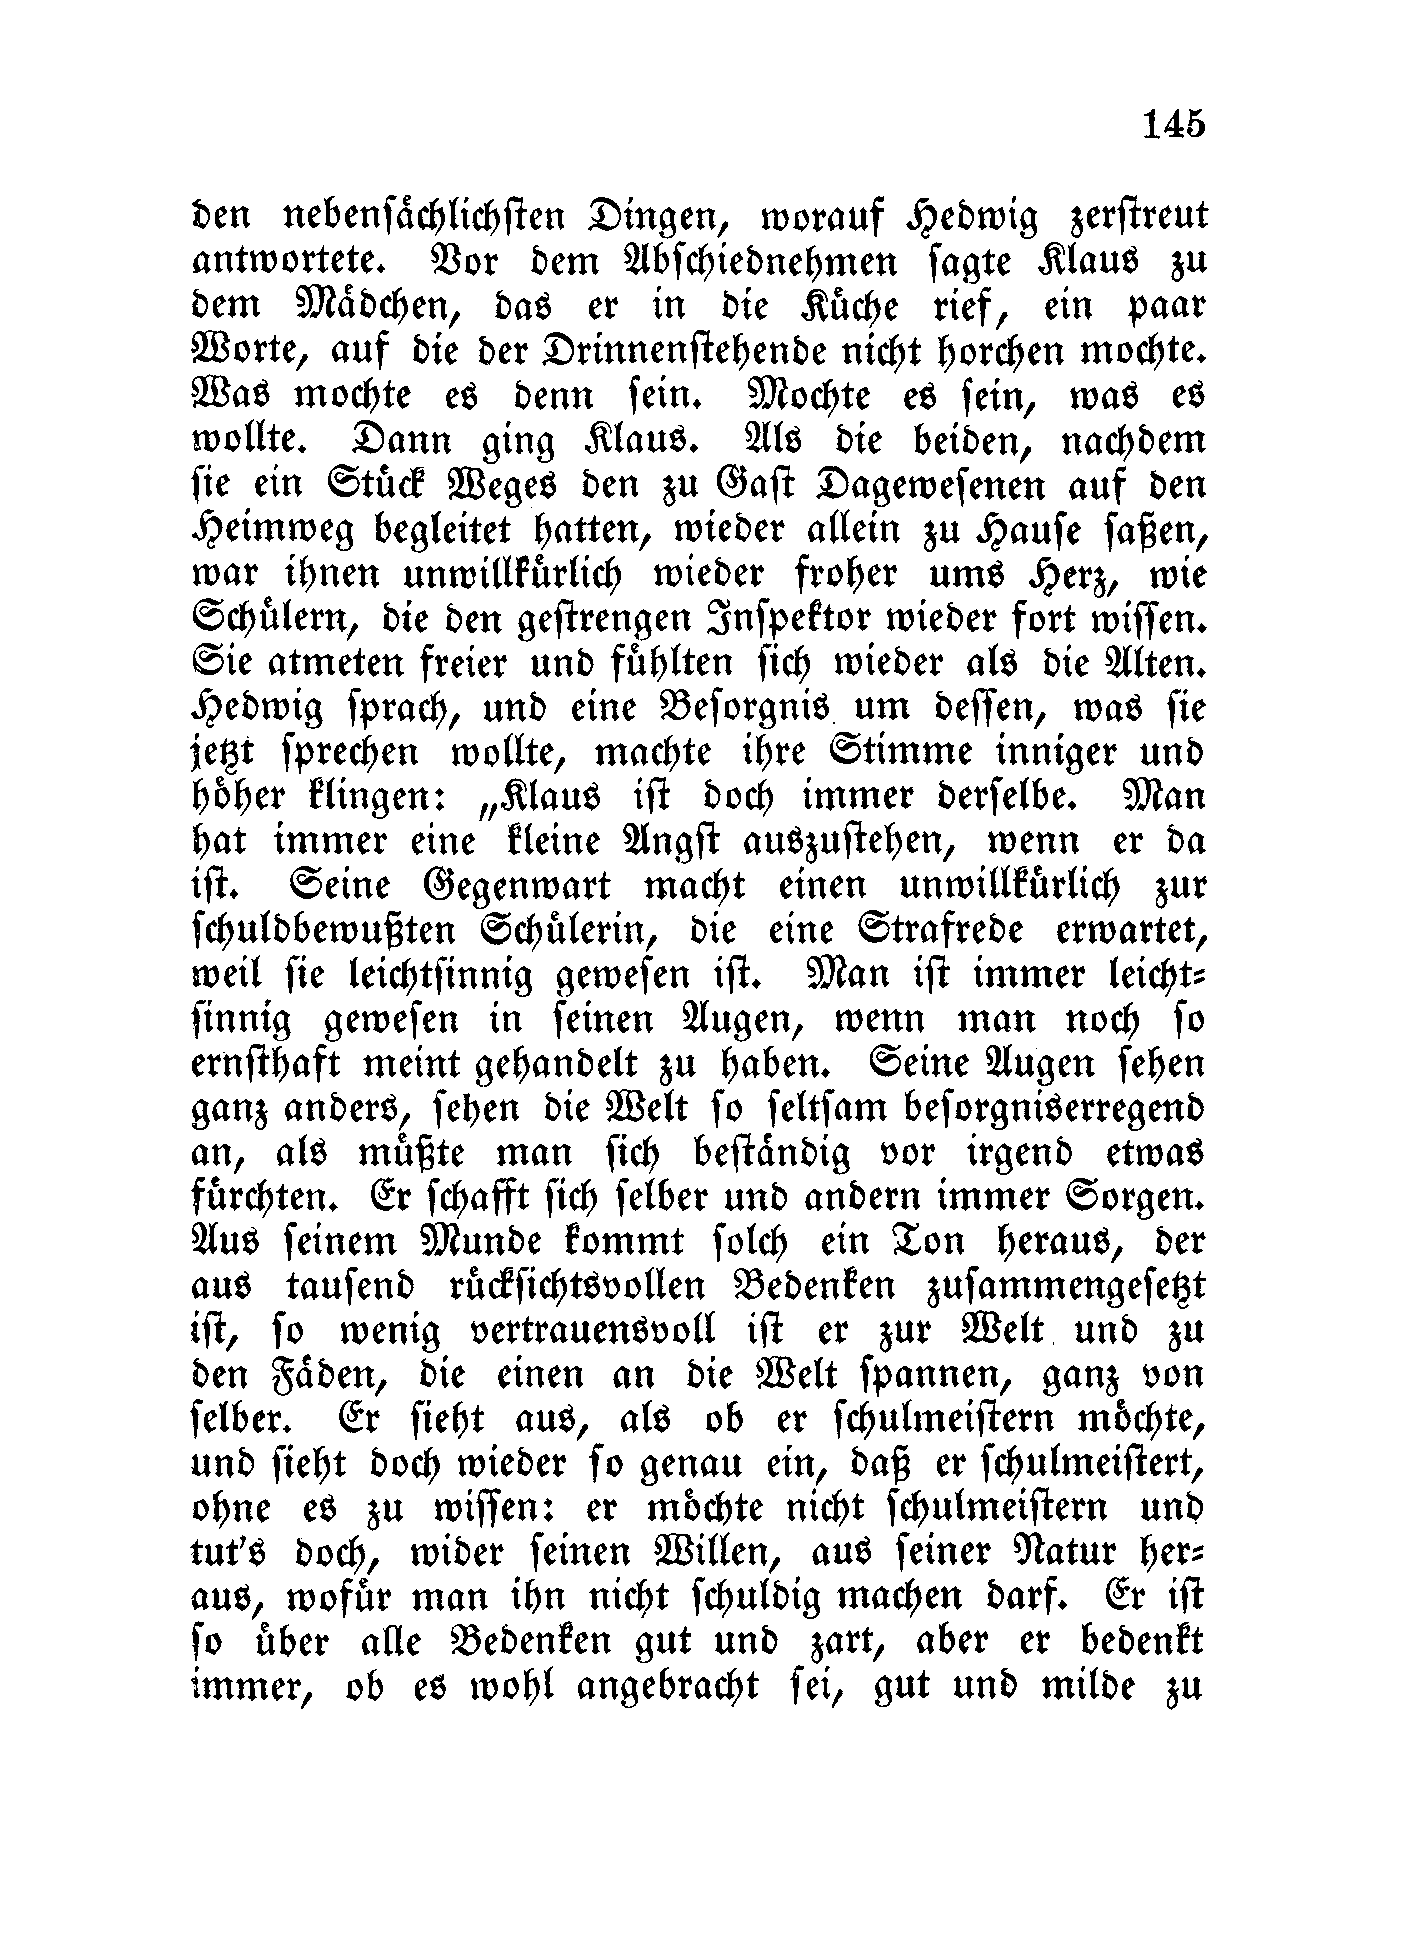 145
den nebensächlichsten Dingen, worauf Hedwig zerstreut
antwortete. Vor dem Abschiednehmen sagte Klaus zu
dem Mädchen, das er in die Küche rief, ein paar
Worte, auf die der Drinnenstehende nicht horchen mochte.
Was mochte es denn sein. Mochte es sein, was es
wollte. Dann ging Klaus. Als die beiden, nachdem
sie ein Stück Weges den zu Gast Dagewesenen auf den
Heimweg begleitet hatten, wieder allein zu Hause saßen,
war ihnen unwillkürlich wieder froher ums Herz, wie
Schülern, die den gestrengen Inspektor wieder fort wissen.
Sie atmeten freier und fühlten sich wieder als die Alten.
Hedwig sprach, und eine Besorgnis um dessen, was sie
jetzt sprechen wollte, machte ihre Stimme inniger und
höher klingen: „Klaus ist doch immer derselbe. Man
hat immer eine kleine Angst auszustehen, wenn er da
ist. Seine Gegenwart macht einen unwillkürlich zur
schuldbewußten Schülerin, die eine Strafrede erwartet,
weil sie leichtsinnig gewesen ist. Man ist immer leicht-
sinnig gewesen in seinen Augen, wenn man noch so
ernsthaft meint gehandelt zu haben. Seine Augen sehen
ganz anders, sehen die Welt so seltsam besorgniserregend
an, als müßte man sich beständig vor irgend etwas
fürchten. Er schafft sich selber und andern immer Sorgen.
Aus seinem Munde kommt solch ein Ton heraus, der
aus tausend rücksichtsvollen Bedenken zusammengesetzt
ist, so wenig vertrauensvoll ist er zur Welt und zu
den Fäden, die einen an die Welt spannen, ganz von
selber. Er sieht aus, als ob er schulmeistern möchte,
und sieht doch wieder so genau ein, daß er schulmeistert,
ohne es zu wissen: er möchte nicht schulmeistern und
tut's doch, wider seinen Willen, aus seiner Natur her-
aus, wofür man ihn nicht schuldig machen darf. Er ist
so über alle Bedenken gut und zart, aber er bedenkt
immer, ob es wohl angebracht sei, gut und milde zu